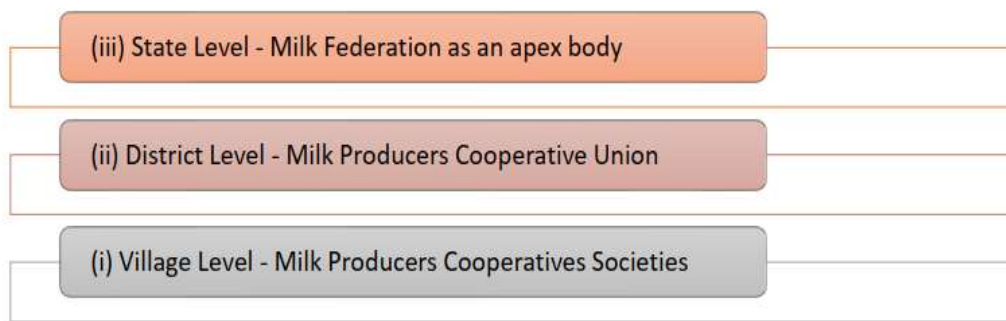 (iii) State Level - Milk Federation as an apex body
(ii) District Level - Milk Producers Cooperative Union
(i) Village Level - Milk Producers Cooperatives Societies